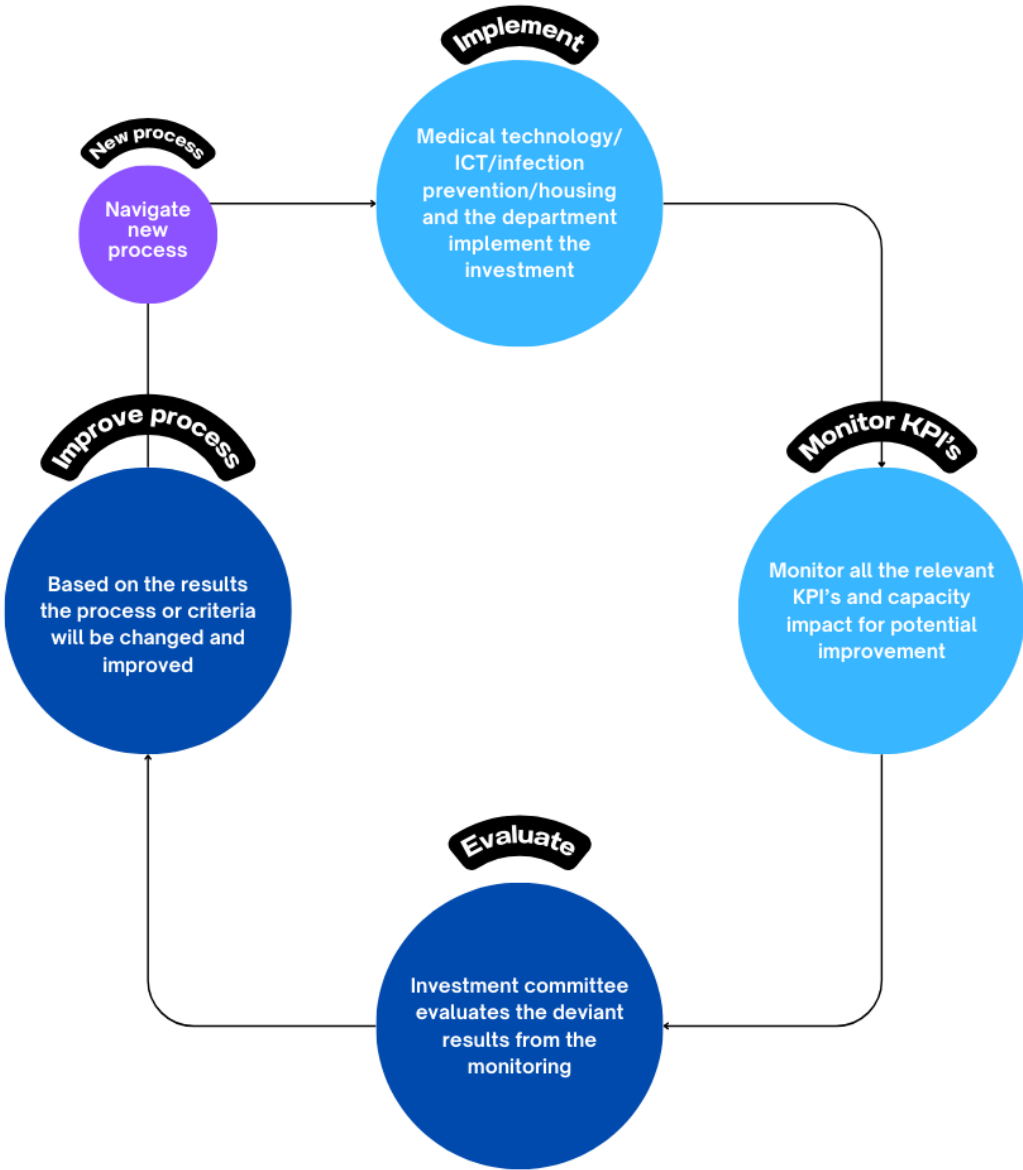 Implement
Medical technology/
ICT/infection
prevention/housing
and the department
implement the
investment
New process
Navigate
new
process
Monitor KPI's
Monitor all the relevant
KPI's and capacity
impact for potential
improvement
Evaluate
Investment committee
evaluates the deviant
results from the
monitoring
Improve process
Based on the results
the process or criteria
will be changed and
improved